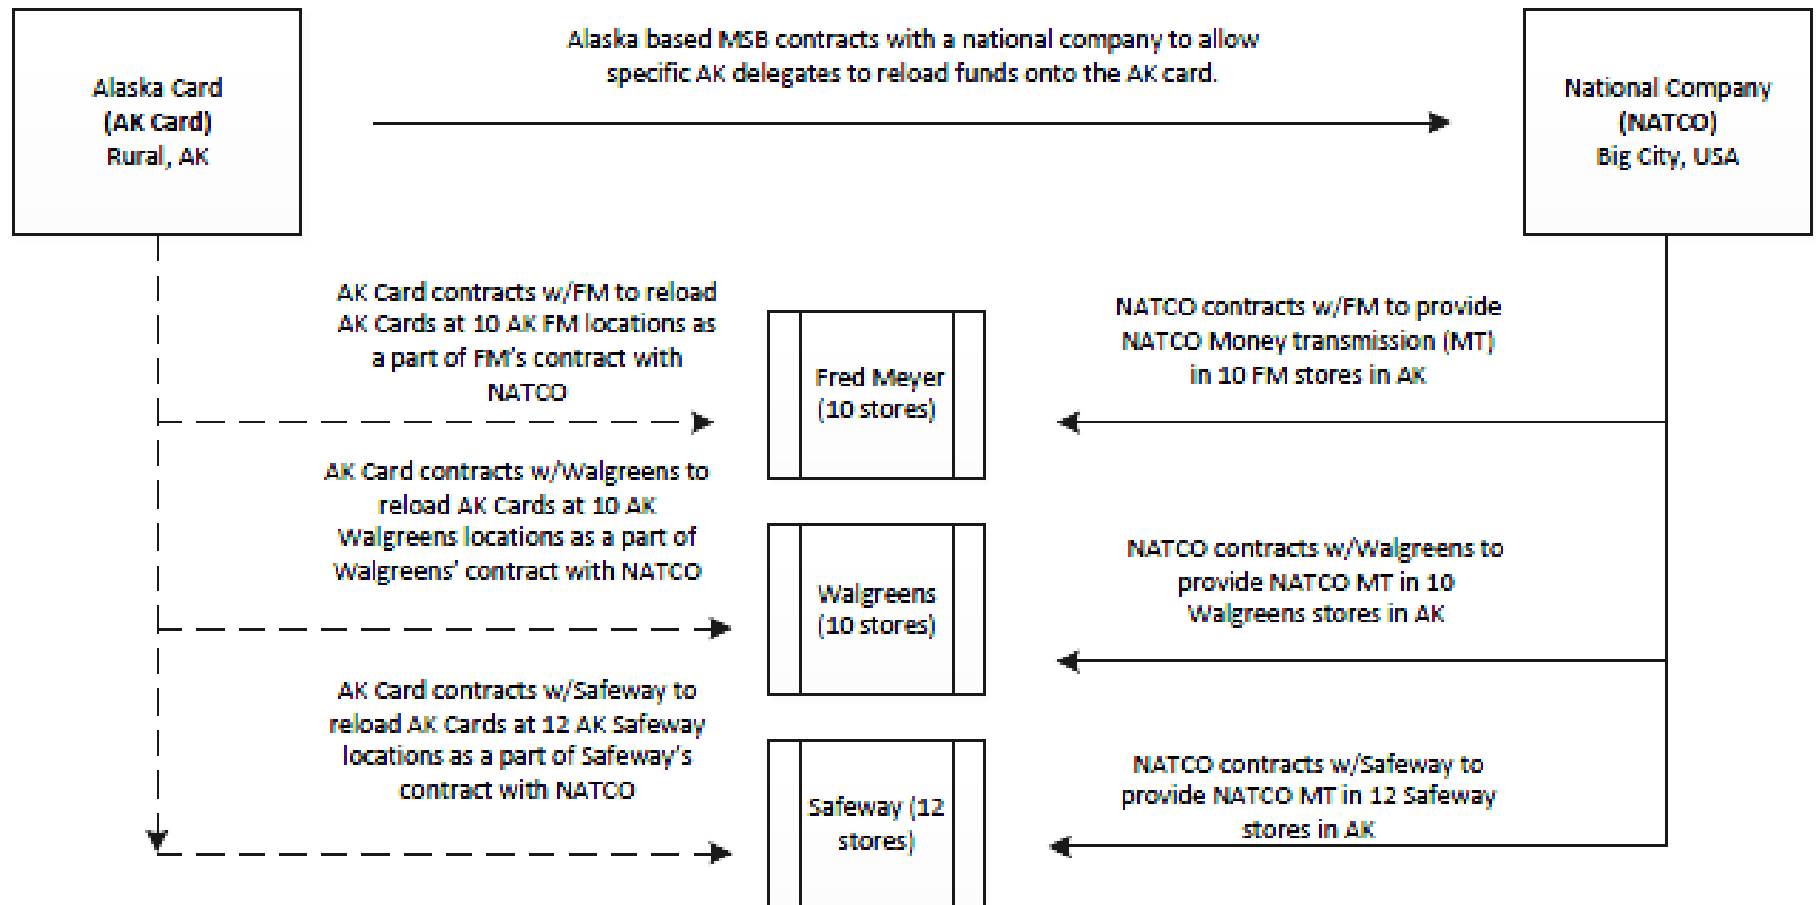 Alaska Card
(AK Card)
Rural, AK
Alaska based MSB contracts with a national company to allow
specific AK delegates to reload funds onto the AK card.
National Company
(NATCO)
Big City, USA
AK Card contracts w/FM to reload
AK Cards at 10 AK FM locations as
a part of FM's contract with
NATCO
Fred Meyer
(10 stores)
NATCO contracts w/FM to provide
NATCO Money transmission (MT)
in 10 FM stores in AK
AK Card contracts w/Walgreens to
reload AK Cards at 10 AK
Walgreens locations as a part of
Walgreens' contract with NATCO
Walgreens
(10 stores)
NATCO contracts w/Walgreens to
provide NATCO MT in 10
Walgreens stores in AK
AK Card contracts w/Safeway to
reload AK Cards at 12 AK Safeway
locations as a part of Safeway's
contract with NATCO
Safeway (12
stores)
NATCO contracts w/Safeway to
provide NATCO MT in 12 Safeway
stores in AK